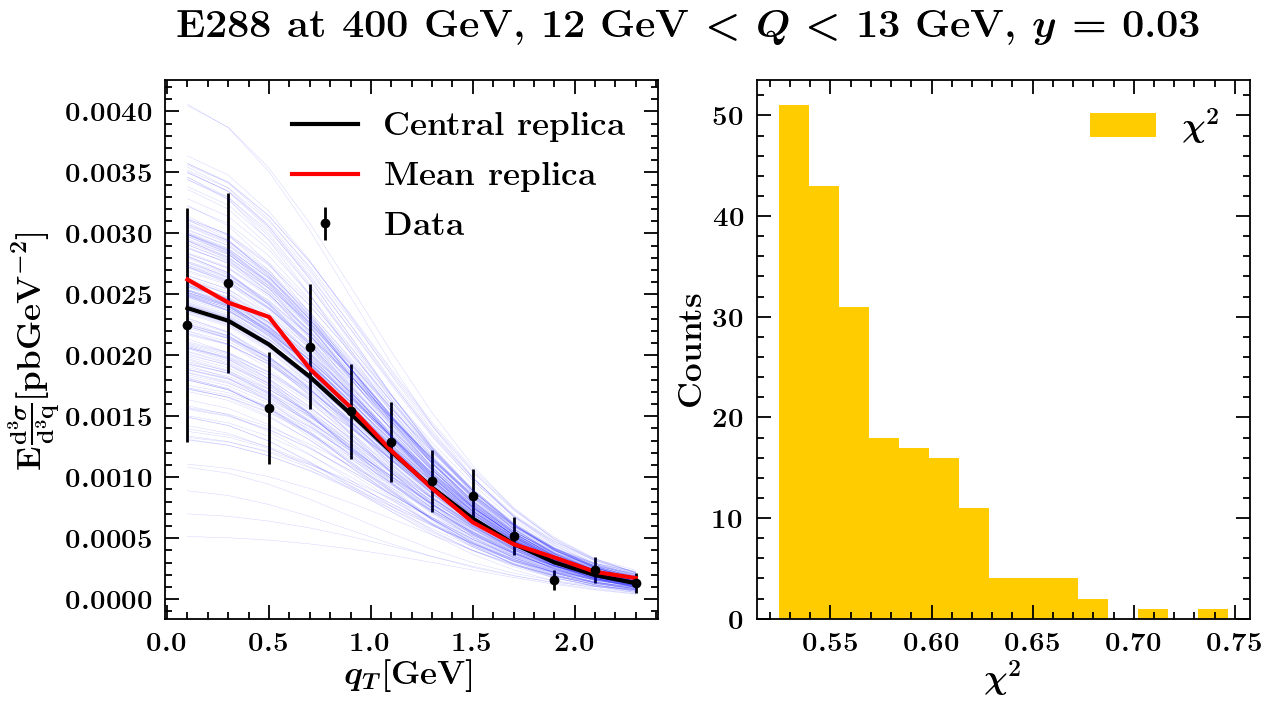 E288 at 400 GeV, 12 GeV < Q < 13 GeV, y = 0.03
0.0040
0.0035
0.0030
0.0025
0.0020
0.0015
0.0010
0.0005
0.0000
E d³σ/d³q [pbGeV⁻²]
Central replica
Mean replica
Data
0.0 0.5 1.0 1.5 2.0
q_T[GeV]
50
40
30
20
10
0
Counts
χ²
0.55 0.60 0.65 0.70 0.75
χ²